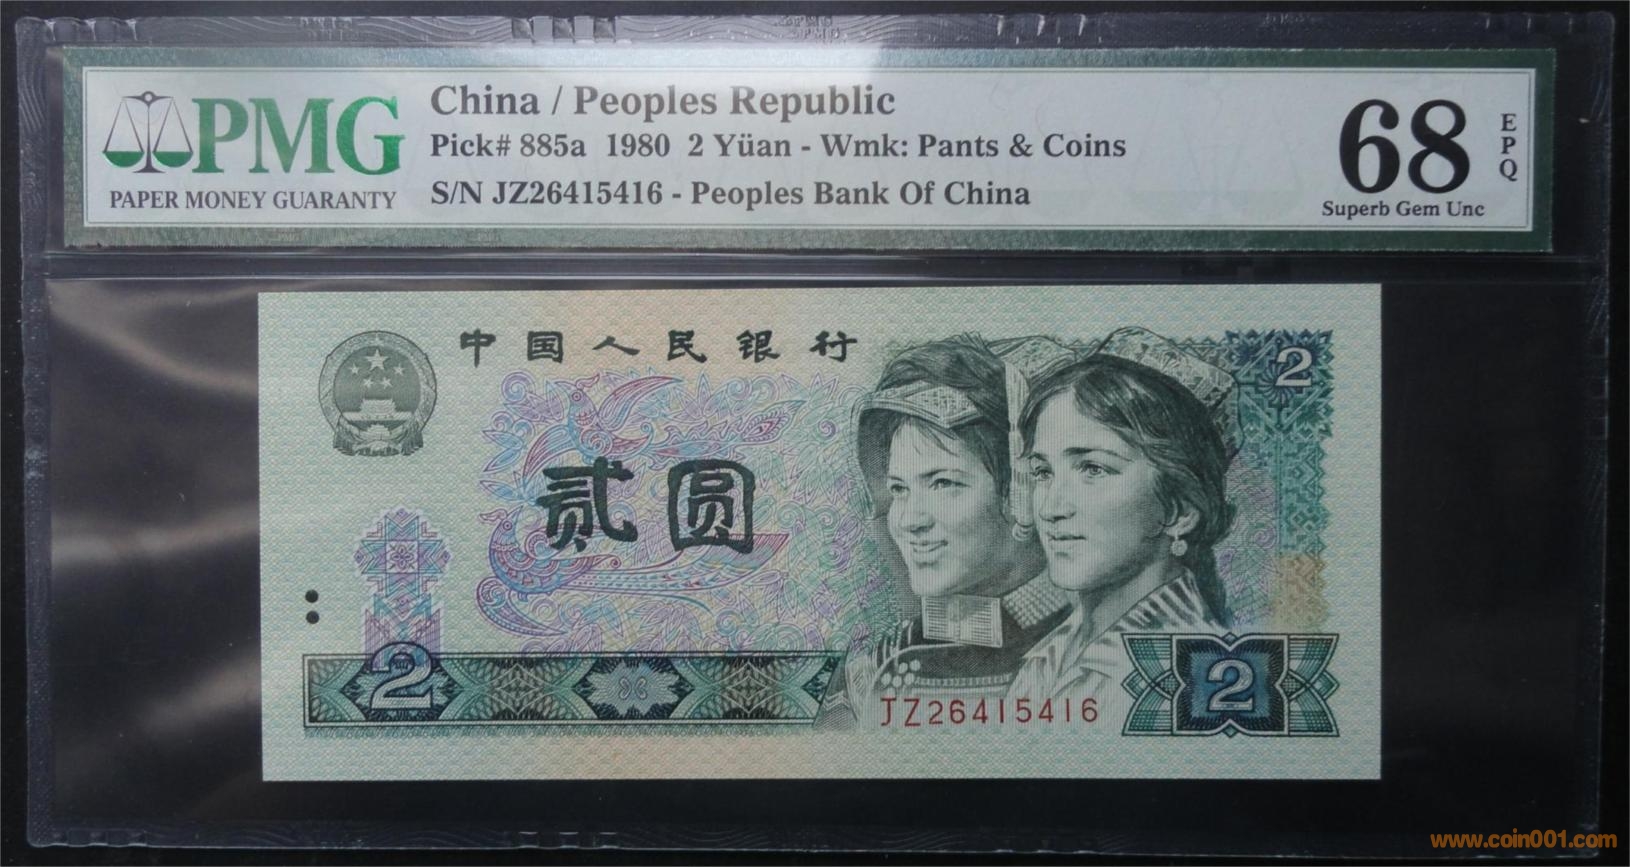 PMG
PAPER MONEY GUARANTY
China / Peoples Republic
Pick# 885a 1980 2 Yüan - Wmk: Pants & Coins
S/N JZ26415416 - Peoples Bank Of China
68
EPQ
Superb Gem Unc
中国人民银行
2
贰圆
2
JZ26415416
2
www.coin001.com